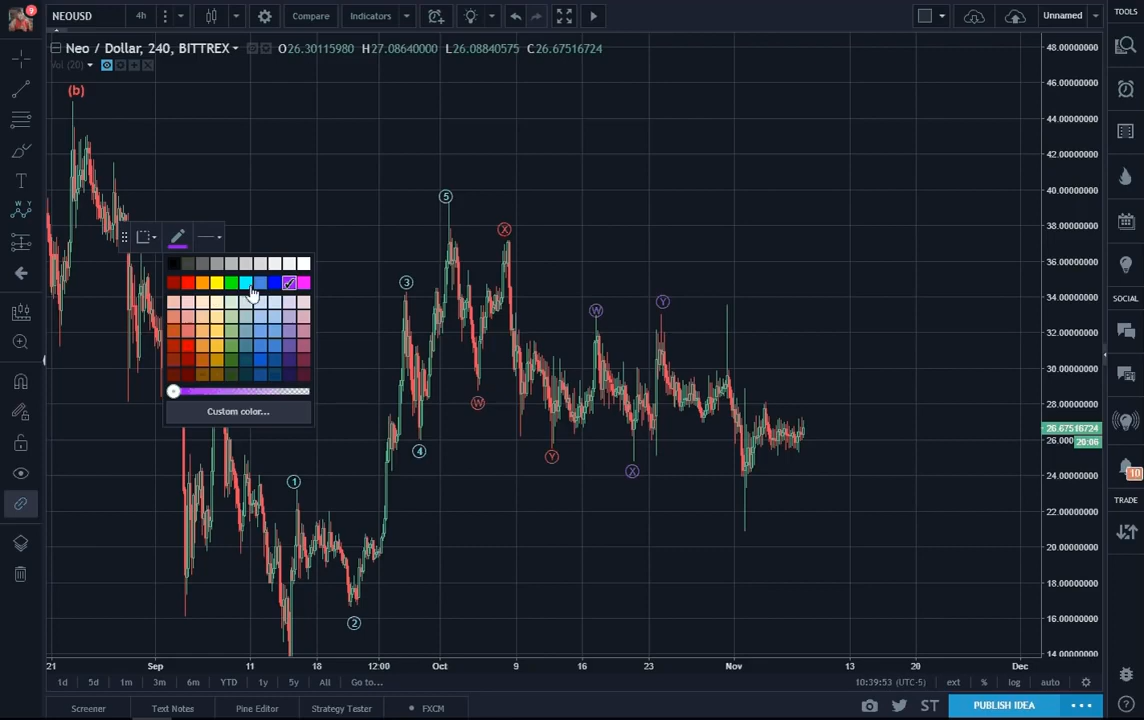 9
NEOUSD
4h
Compare
Indicators
Unnamed
TOOLS
Neo / Dollar, 240, BITTREX
O26.30115980 H27.08640000 L26.08840575 C26.67516724
Vol (20)
(b)
5
X
3
W
Y
W
4
Y
X
1
2
Custom color...
48.00000000
46.00000000
44.00000000
42.00000000
40.00000000
38.00000000
36.00000000
34.00000000
32.00000000
30.00000000
28.00000000
26.67516724
26.00000000
20:06
24.00000000
22.00000000
20.00000000
18.00000000
16.00000000
14.00000000
SOCIAL
10
TRADE
W Y
21 Sep 11 18 12:00 Oct 9 16 23 Nov 13 20 Dec
1d 5d 1m 3m 6m YTD 1y 5y All Go to...
10:39:53 (UTC-5) ext % log auto
Screener Text Notes Pine Editor Strategy Tester FXCM
ST
PUBLISH IDEA